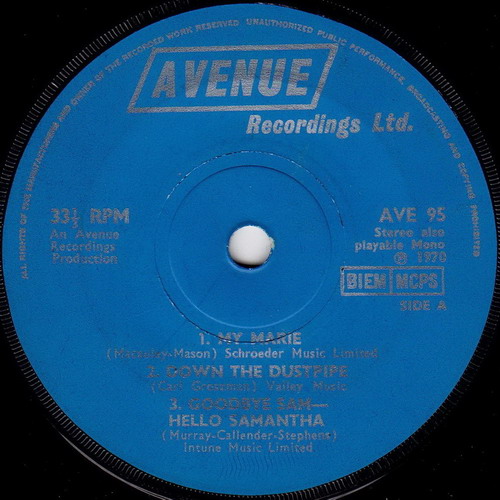 ALL RIGHTS OF THE MANUFACTURERS AND OWNER OF THE RECORDED WORK RESERVED. UNAUTHORIZED PUBLIC PERFORMANCE, BROADCASTING AND COPYING PROHIBITED
AVENUE
Recordings Ltd.
33⅓ RPM
An Avenue
Recordings
Production
AVE 95
Stereo also
playable Mono
℗ 1970
BIEM MCPS
SIDE A
1. MY MARIE
(Macaulay-Mason) Schroeder Music Limited
2. DOWN THE DUSTPIPE
(Carl Grossman) Valley Music
3. GOODBYE SAM—
HELLO SAMANTHA
(Murray-Callender-Stephens)
Intune Music Limited